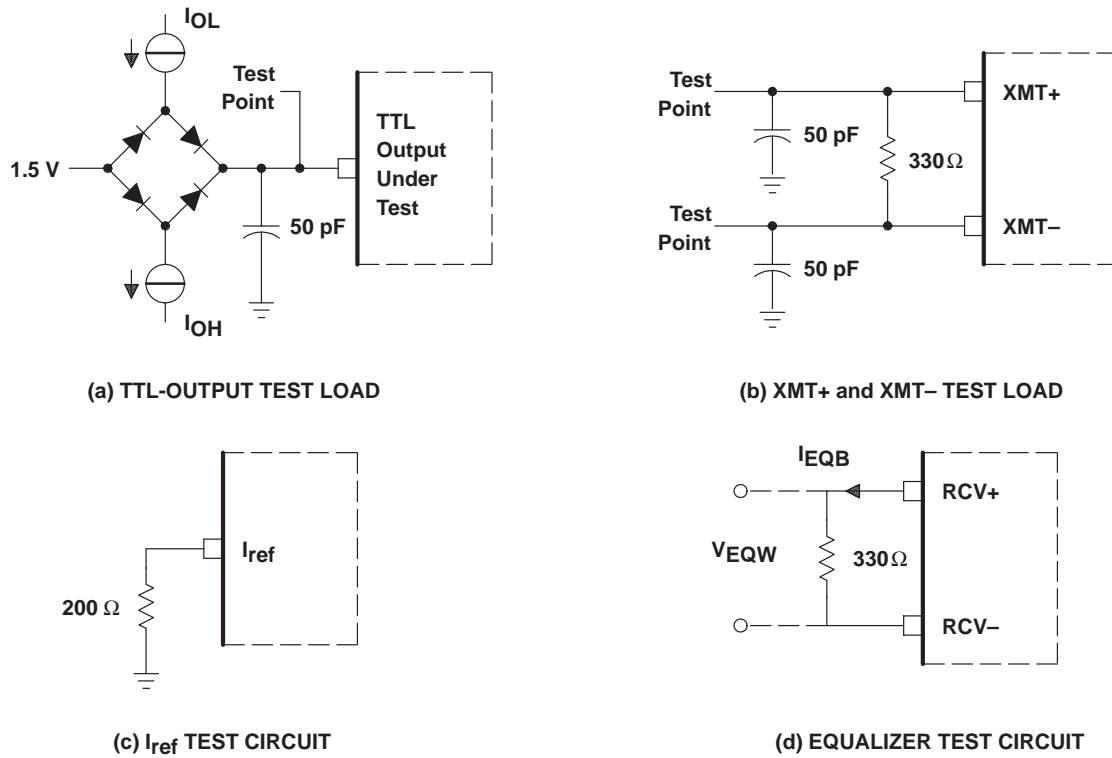 IOL
Test
Point
TTL
Output
Under
Test
1.5 V
50 pF
IOH
(a) TTL-OUTPUT TEST LOAD
Test
Point
XMT+
50 pF
330 Ω
Test
Point
XMT–
50 pF
(b) XMT+ and XMT– TEST LOAD
Iref
200 Ω
(c) Iref TEST CIRCUIT
IEQB
RCV+
VEQW
330 Ω
RCV–
(d) EQUALIZER TEST CIRCUIT